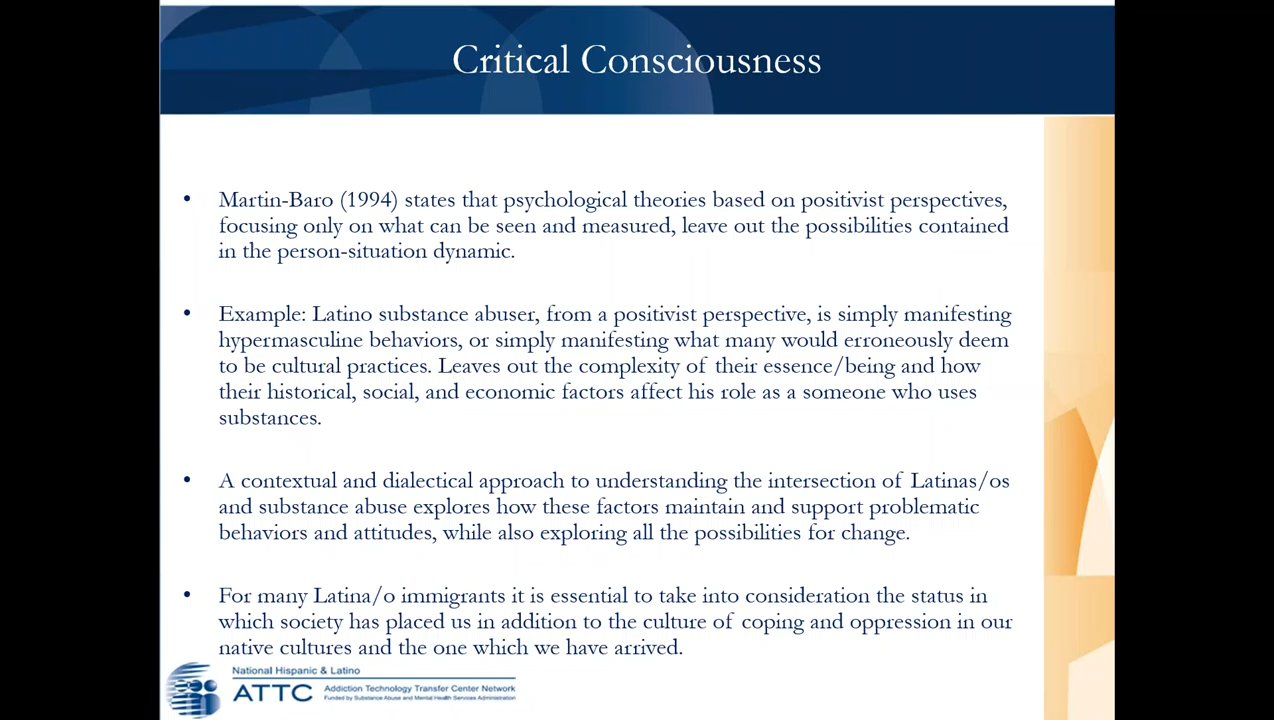 Critical Consciousness
• Martin-Baro (1994) states that psychological theories based on positivist perspectives,
focusing only on what can be seen and measured, leave out the possibilities contained
in the person-situation dynamic.
• Example: Latino substance abuser, from a positivist perspective, is simply manifesting
hypermasculine behaviors, or simply manifesting what many would erroneously deem
to be cultural practices. Leaves out the complexity of their essence/being and how
their historical, social, and economic factors affect his role as a someone who uses
substances.
• A contextual and dialectical approach to understanding the intersection of Latinas/os
and substance abuse explores how these factors maintain and support problematic
behaviors and attitudes, while also exploring all the possibilities for change.
• For many Latina/o immigrants it is essential to take into consideration the status in
which society has placed us in addition to the culture of coping and oppression in our
native cultures and the one which we have arrived.
National Hispanic & Latino
ATTC Addiction Technology Transfer Center Network
Funded by Substance Abuse and Mental Health Services Administration